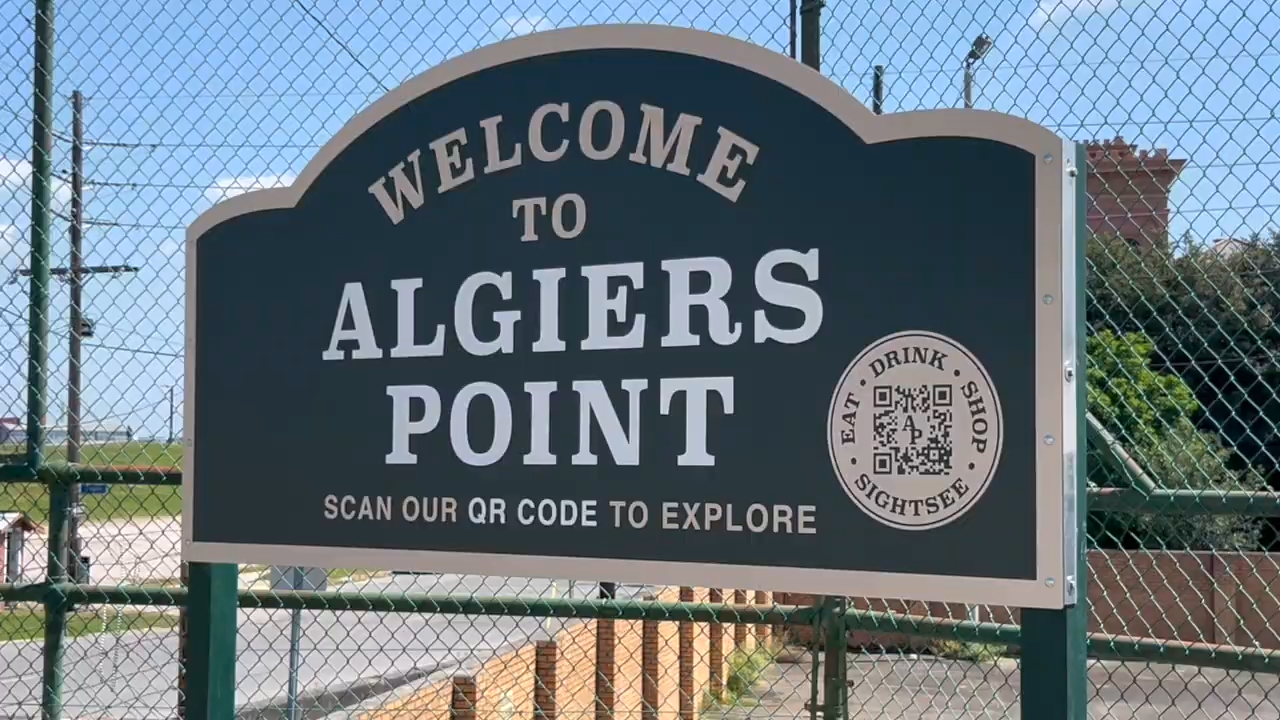 WELCOME
TO
ALGIERS
POINT
SCAN OUR QR CODE TO EXPLORE
EAT • DRINK • SHOP • SIGHTSEE •
AP